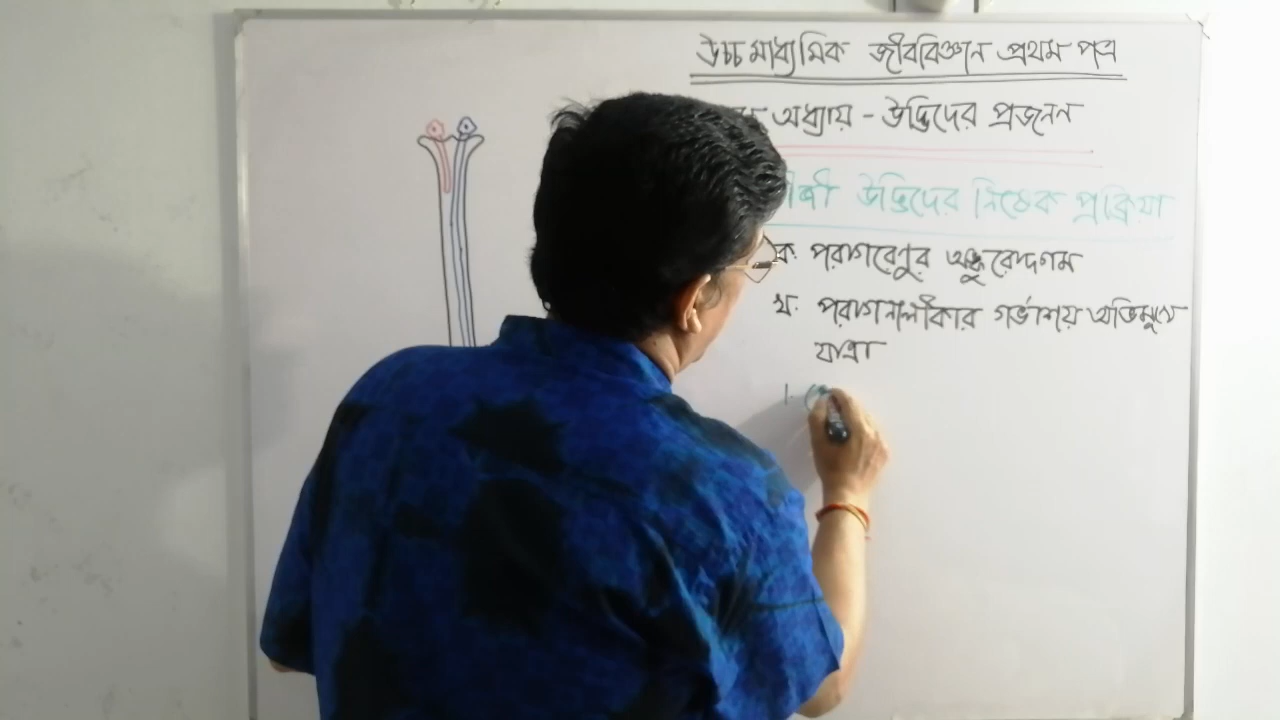 উচ্চ মাধ্যমিক জীববিজ্ঞান প্রথম পত্র
অধ্যায় - উদ্ভিদের প্রজনন
উদ্ভিদের নিষেক প্রক্রিয়া
ক. পরাগরেণুর অঙ্কুরোদগম
খ. পরাগনালীকার গর্ভাশয় অভিমুখে
যাত্রা
১.